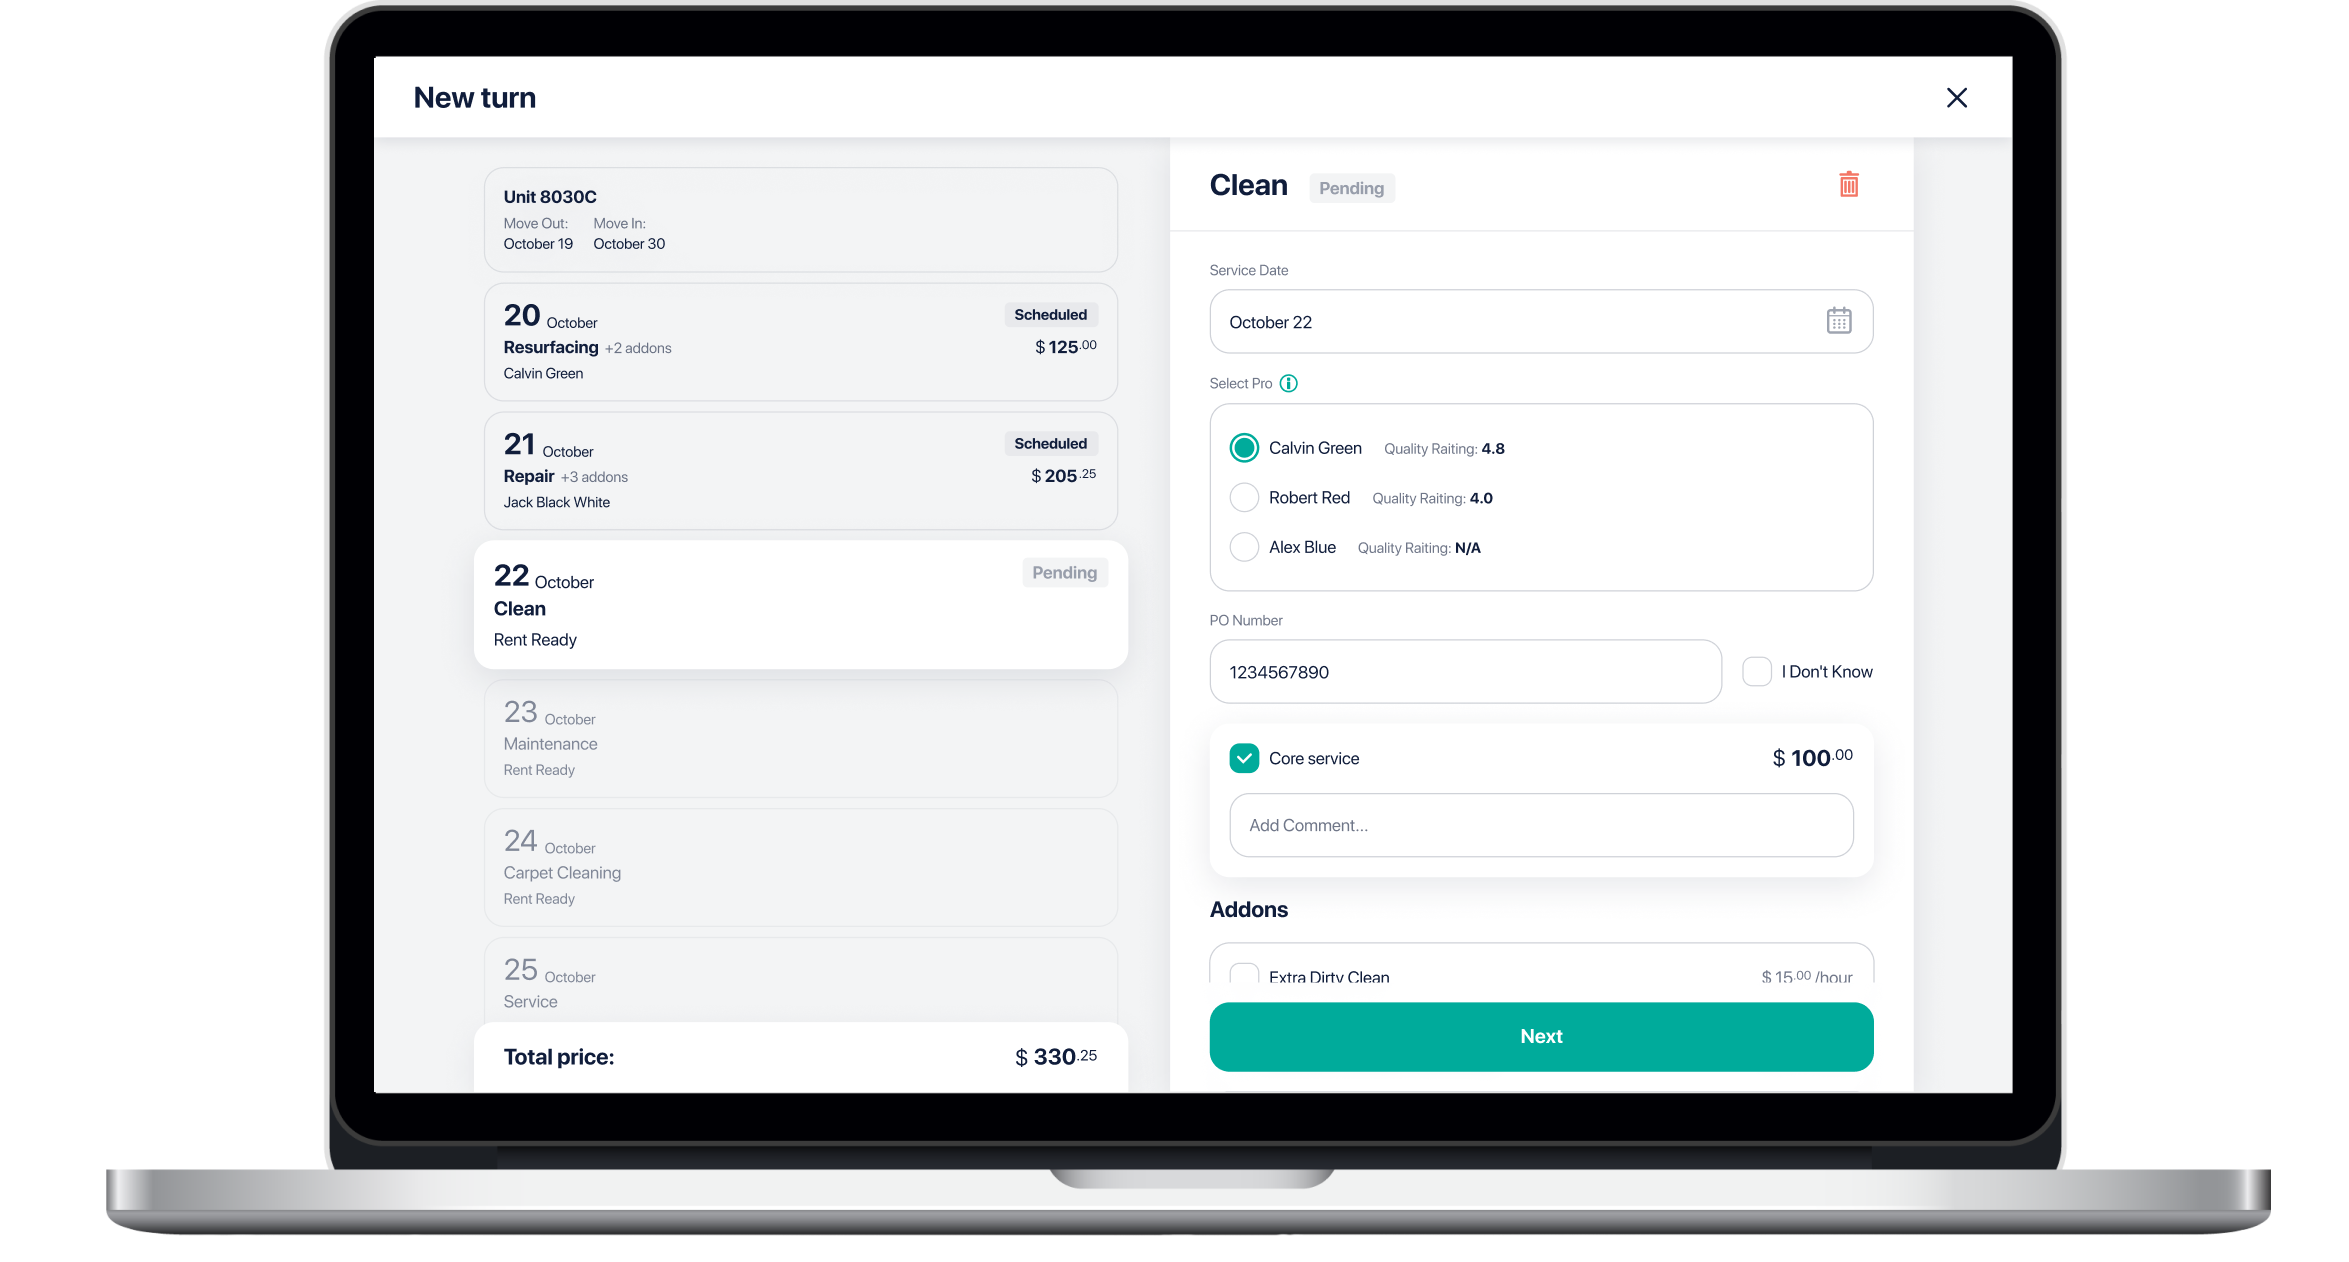 New turn
Unit 8030C
Move Out: Move In:
October 19 October 30
20 October Scheduled
Resurfacing +2 addons $ 125.00
Calvin Green
21 October Scheduled
Repair +3 addons $ 205.25
Jack Black White
22 October Pending
Clean
Rent Ready
23 October
Maintenance
Rent Ready
24 October
Carpet Cleaning
Rent Ready
25 October
Service
Total price: $ 330.25
Clean Pending
Service Date
October 22
Select Pro
Calvin Green Quality Raiting: 4.8
Robert Red Quality Raiting: 4.0
Alex Blue Quality Raiting: N/A
PO Number
1234567890 I Don't Know
Core service $ 100.00
Add Comment...
Addons
Extra Dirty Clean $ 15.00 /hour
Next